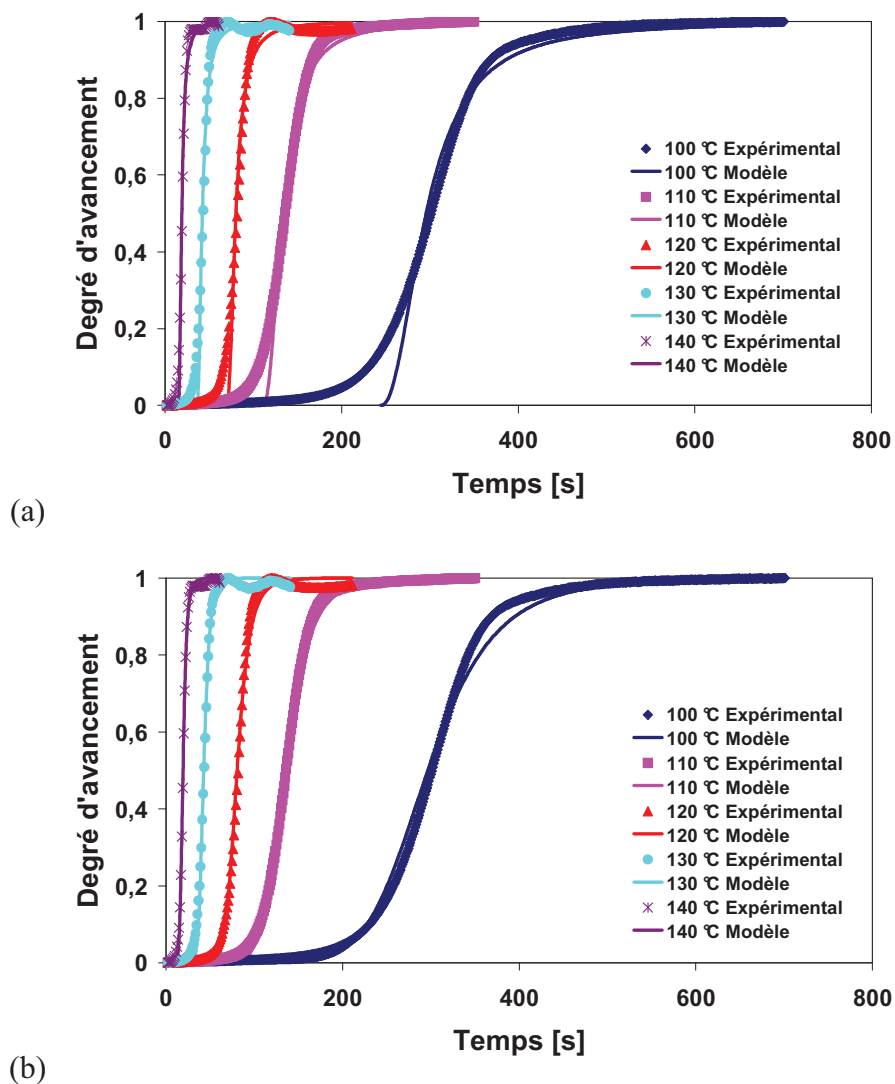 1
0,8
0,6
0,4
0,2
0
Degré d'avancement
0
200
400
600
800
Temps [s]
100 °C Expérimental
100 °C Modèle
110 °C Expérimental
110 °C Modèle
120 °C Expérimental
120 °C Modèle
130 °C Expérimental
130 °C Modèle
140 °C Expérimental
140 °C Modèle
(a)
1
0,8
0,6
0,4
0,2
0
Degré d'avancement
0
200
400
600
800
Temps [s]
100 °C Expérimental
100 °C Modèle
110 °C Expérimental
110 °C Modèle
120 °C Expérimental
120 °C Modèle
130 °C Expérimental
130 °C Modèle
140 °C Expérimental
140 °C Modèle
(b)